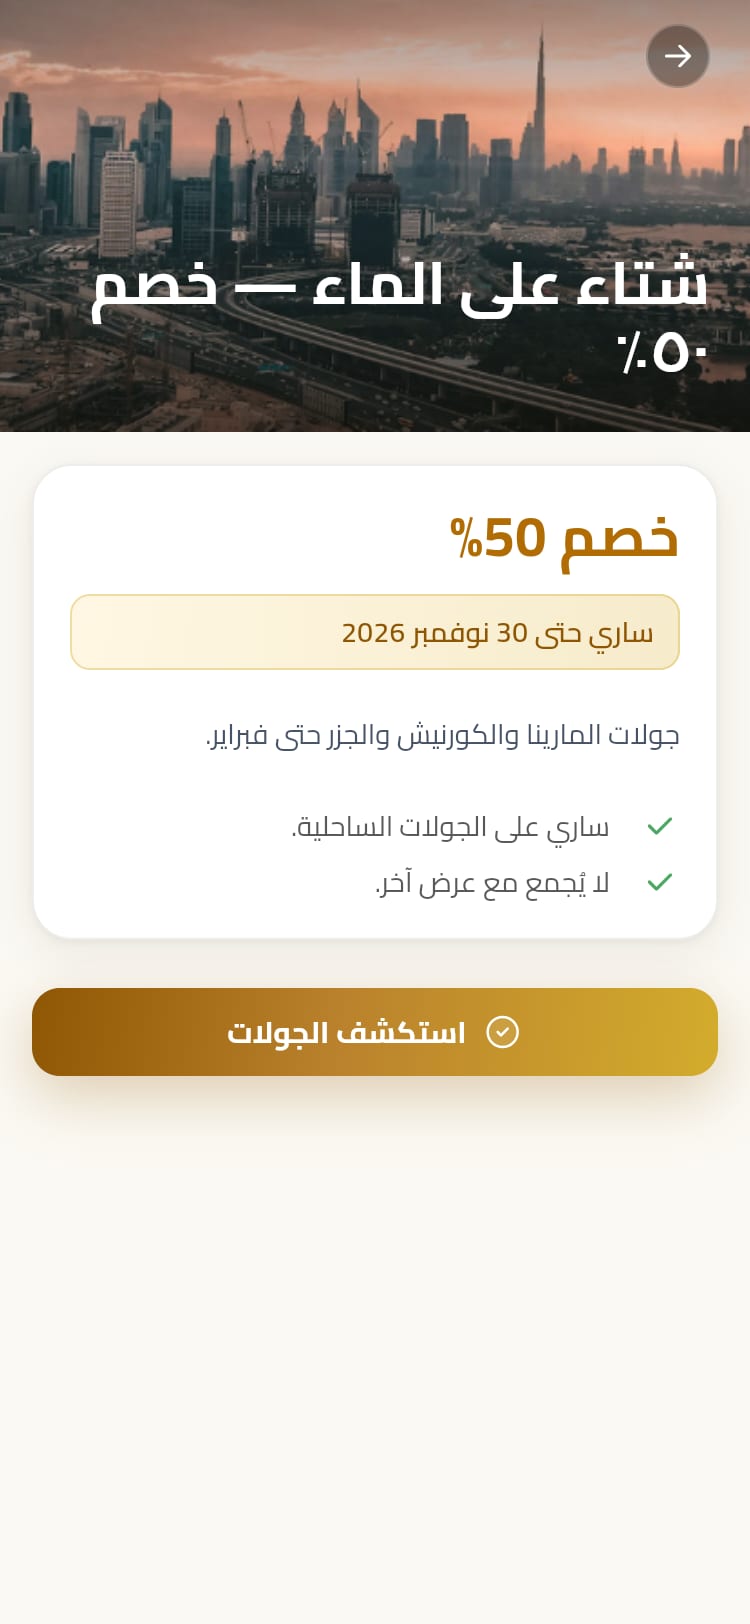 شتاء على الماء — خصم
٥٠٪
خصم 50%
ساري حتى 30 نوفمبر 2026
جولات المارينا والكورنيش والجزر حتى فبراير.
ساري على الجولات الساحلية.
لا يُجمع مع عرض آخر.
استكشف الجولات